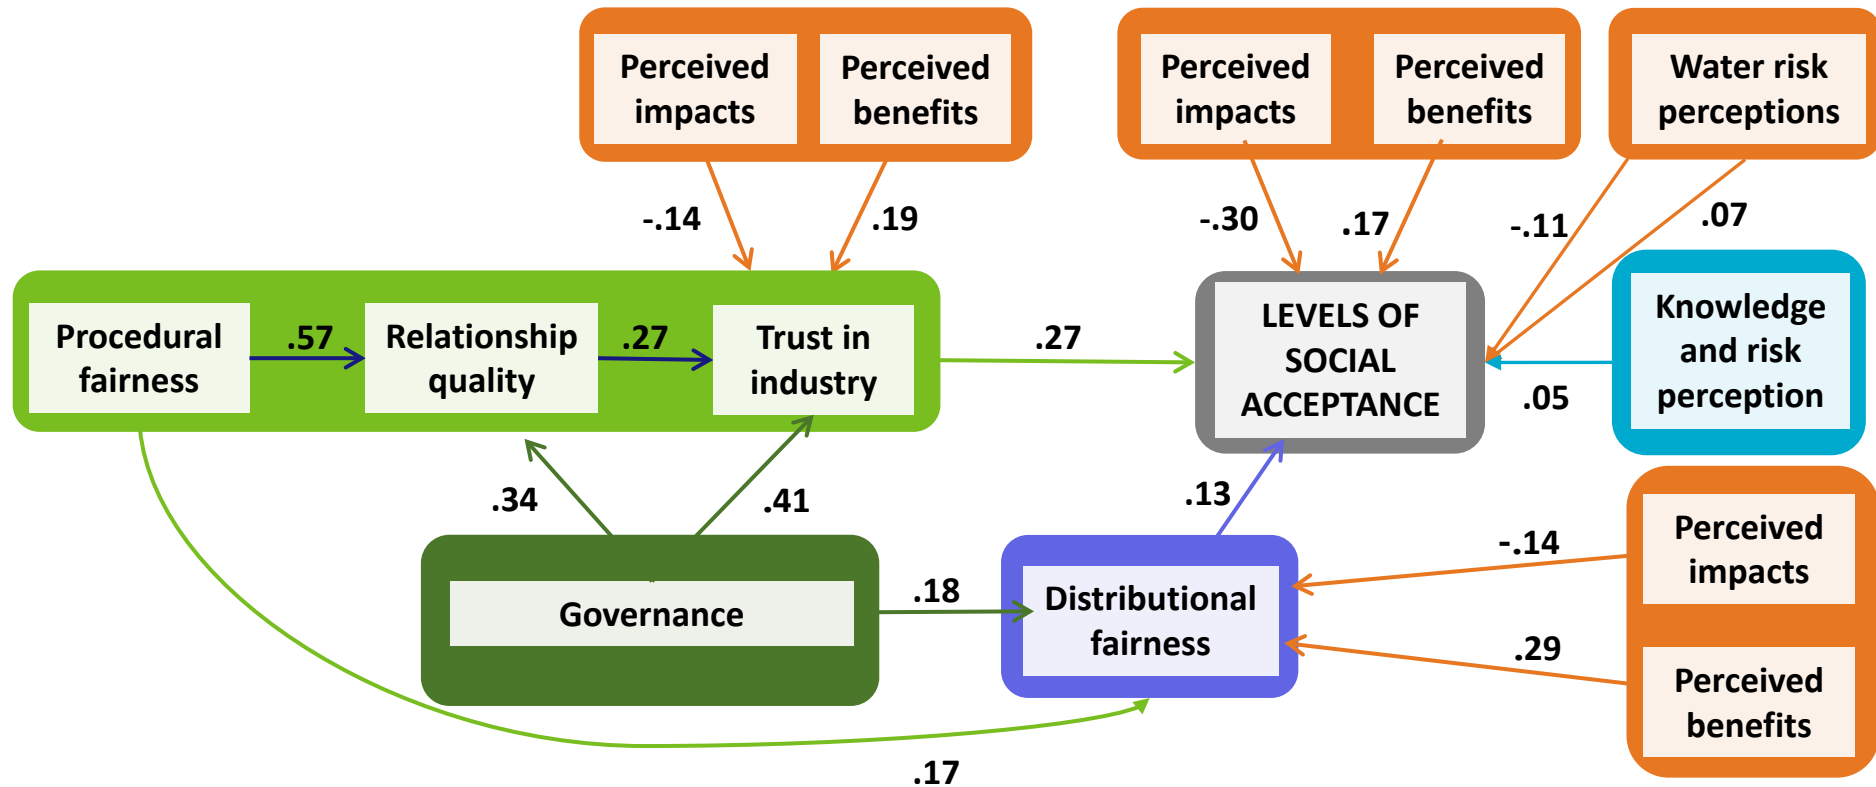 Perceived
impacts
Perceived
benefits
Perceived
impacts
Perceived
benefits
Water risk
perceptions
-.14
.19
-.30
.17
-.11
.07
Procedural
fairness
.57
Relationship
quality
.27
Trust in
industry
.27
LEVELS OF
SOCIAL
ACCEPTANCE
Knowledge
and risk
perception
.05
.34
.41
.13
Governance
.18
Distributional
fairness
-.14
.29
Perceived
impacts
Perceived
benefits
.17